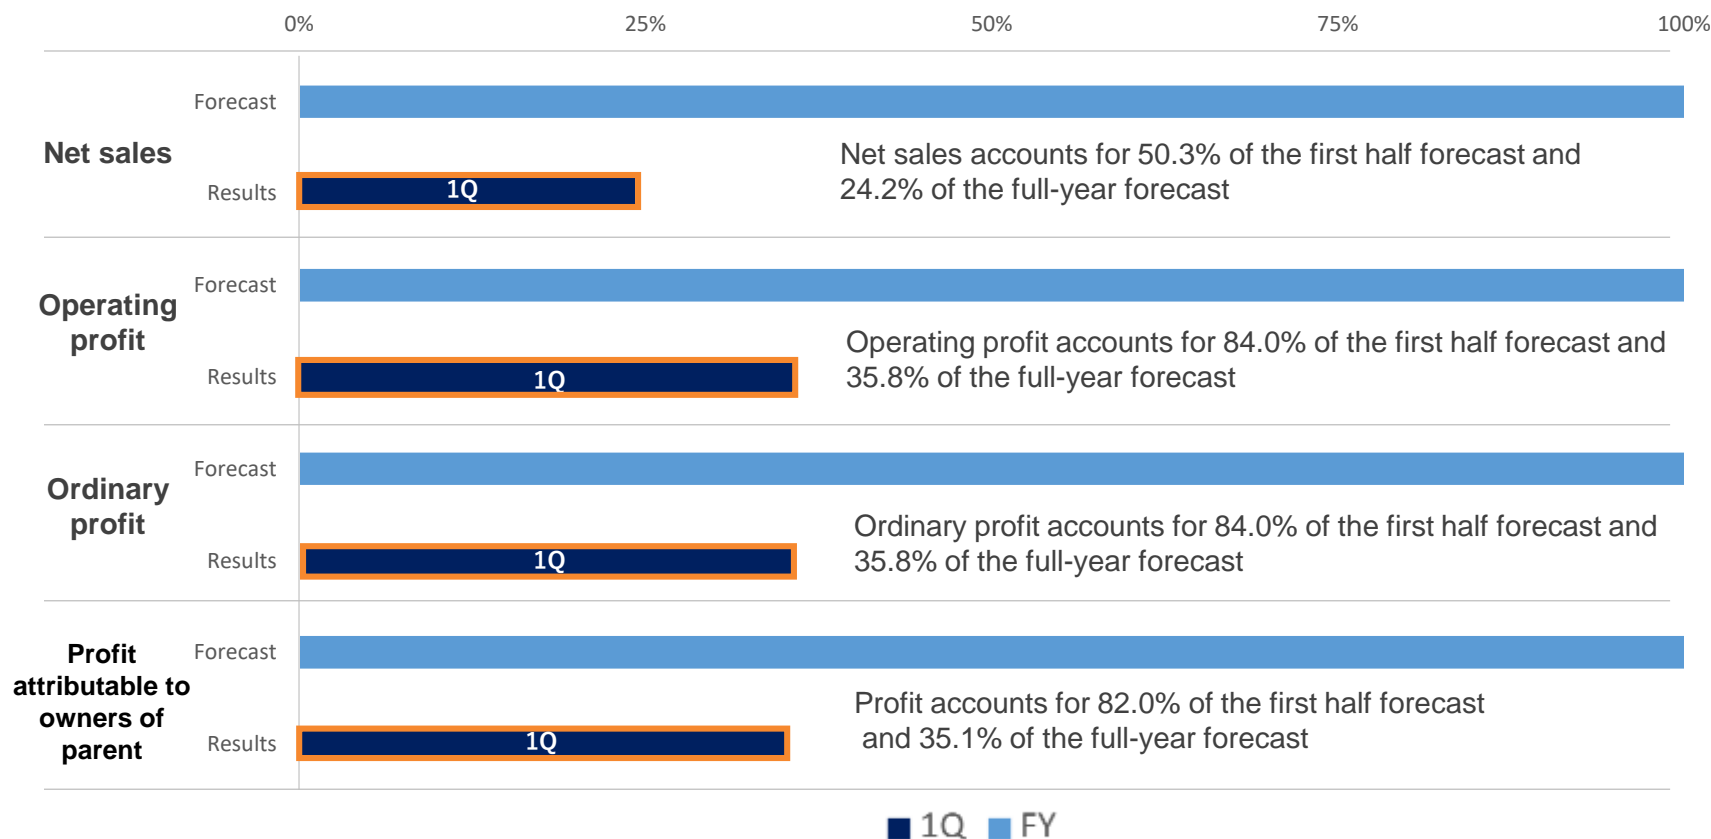 0% 25% 50% 75% 100%
Forecast
Net sales
Net sales accounts for 50.3% of the first half forecast and
24.2% of the full-year forecast
Results
1Q
Forecast
Operating
profit
Operating profit accounts for 84.0% of the first half forecast and
35.8% of the full-year forecast
Results
1Q
Forecast
Ordinary
profit
Ordinary profit accounts for 84.0% of the first half forecast and
35.8% of the full-year forecast
Results
1Q
Forecast
Profit
attributable to
owners of
parent
Profit accounts for 82.0% of the first half forecast
and 35.1% of the full-year forecast
Results
1Q
1Q FY